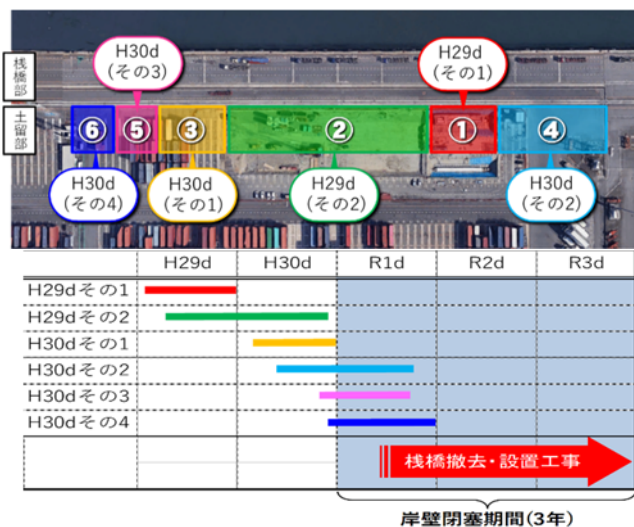 桟橋部
土留部
H30d
(その3)
H29d
(その1)
⑥
⑤
③
②
①
④
H30d
(その4)
H30d
(その1)
H29d
(その2)
H30d
(その2)
H29d H30d R1d R2d R3d
H29dその1
H29dその2
H30dその1
H30dその2
H30dその3
H30dその4
桟橋撤去・設置工事
岸壁閉塞期間(3年)